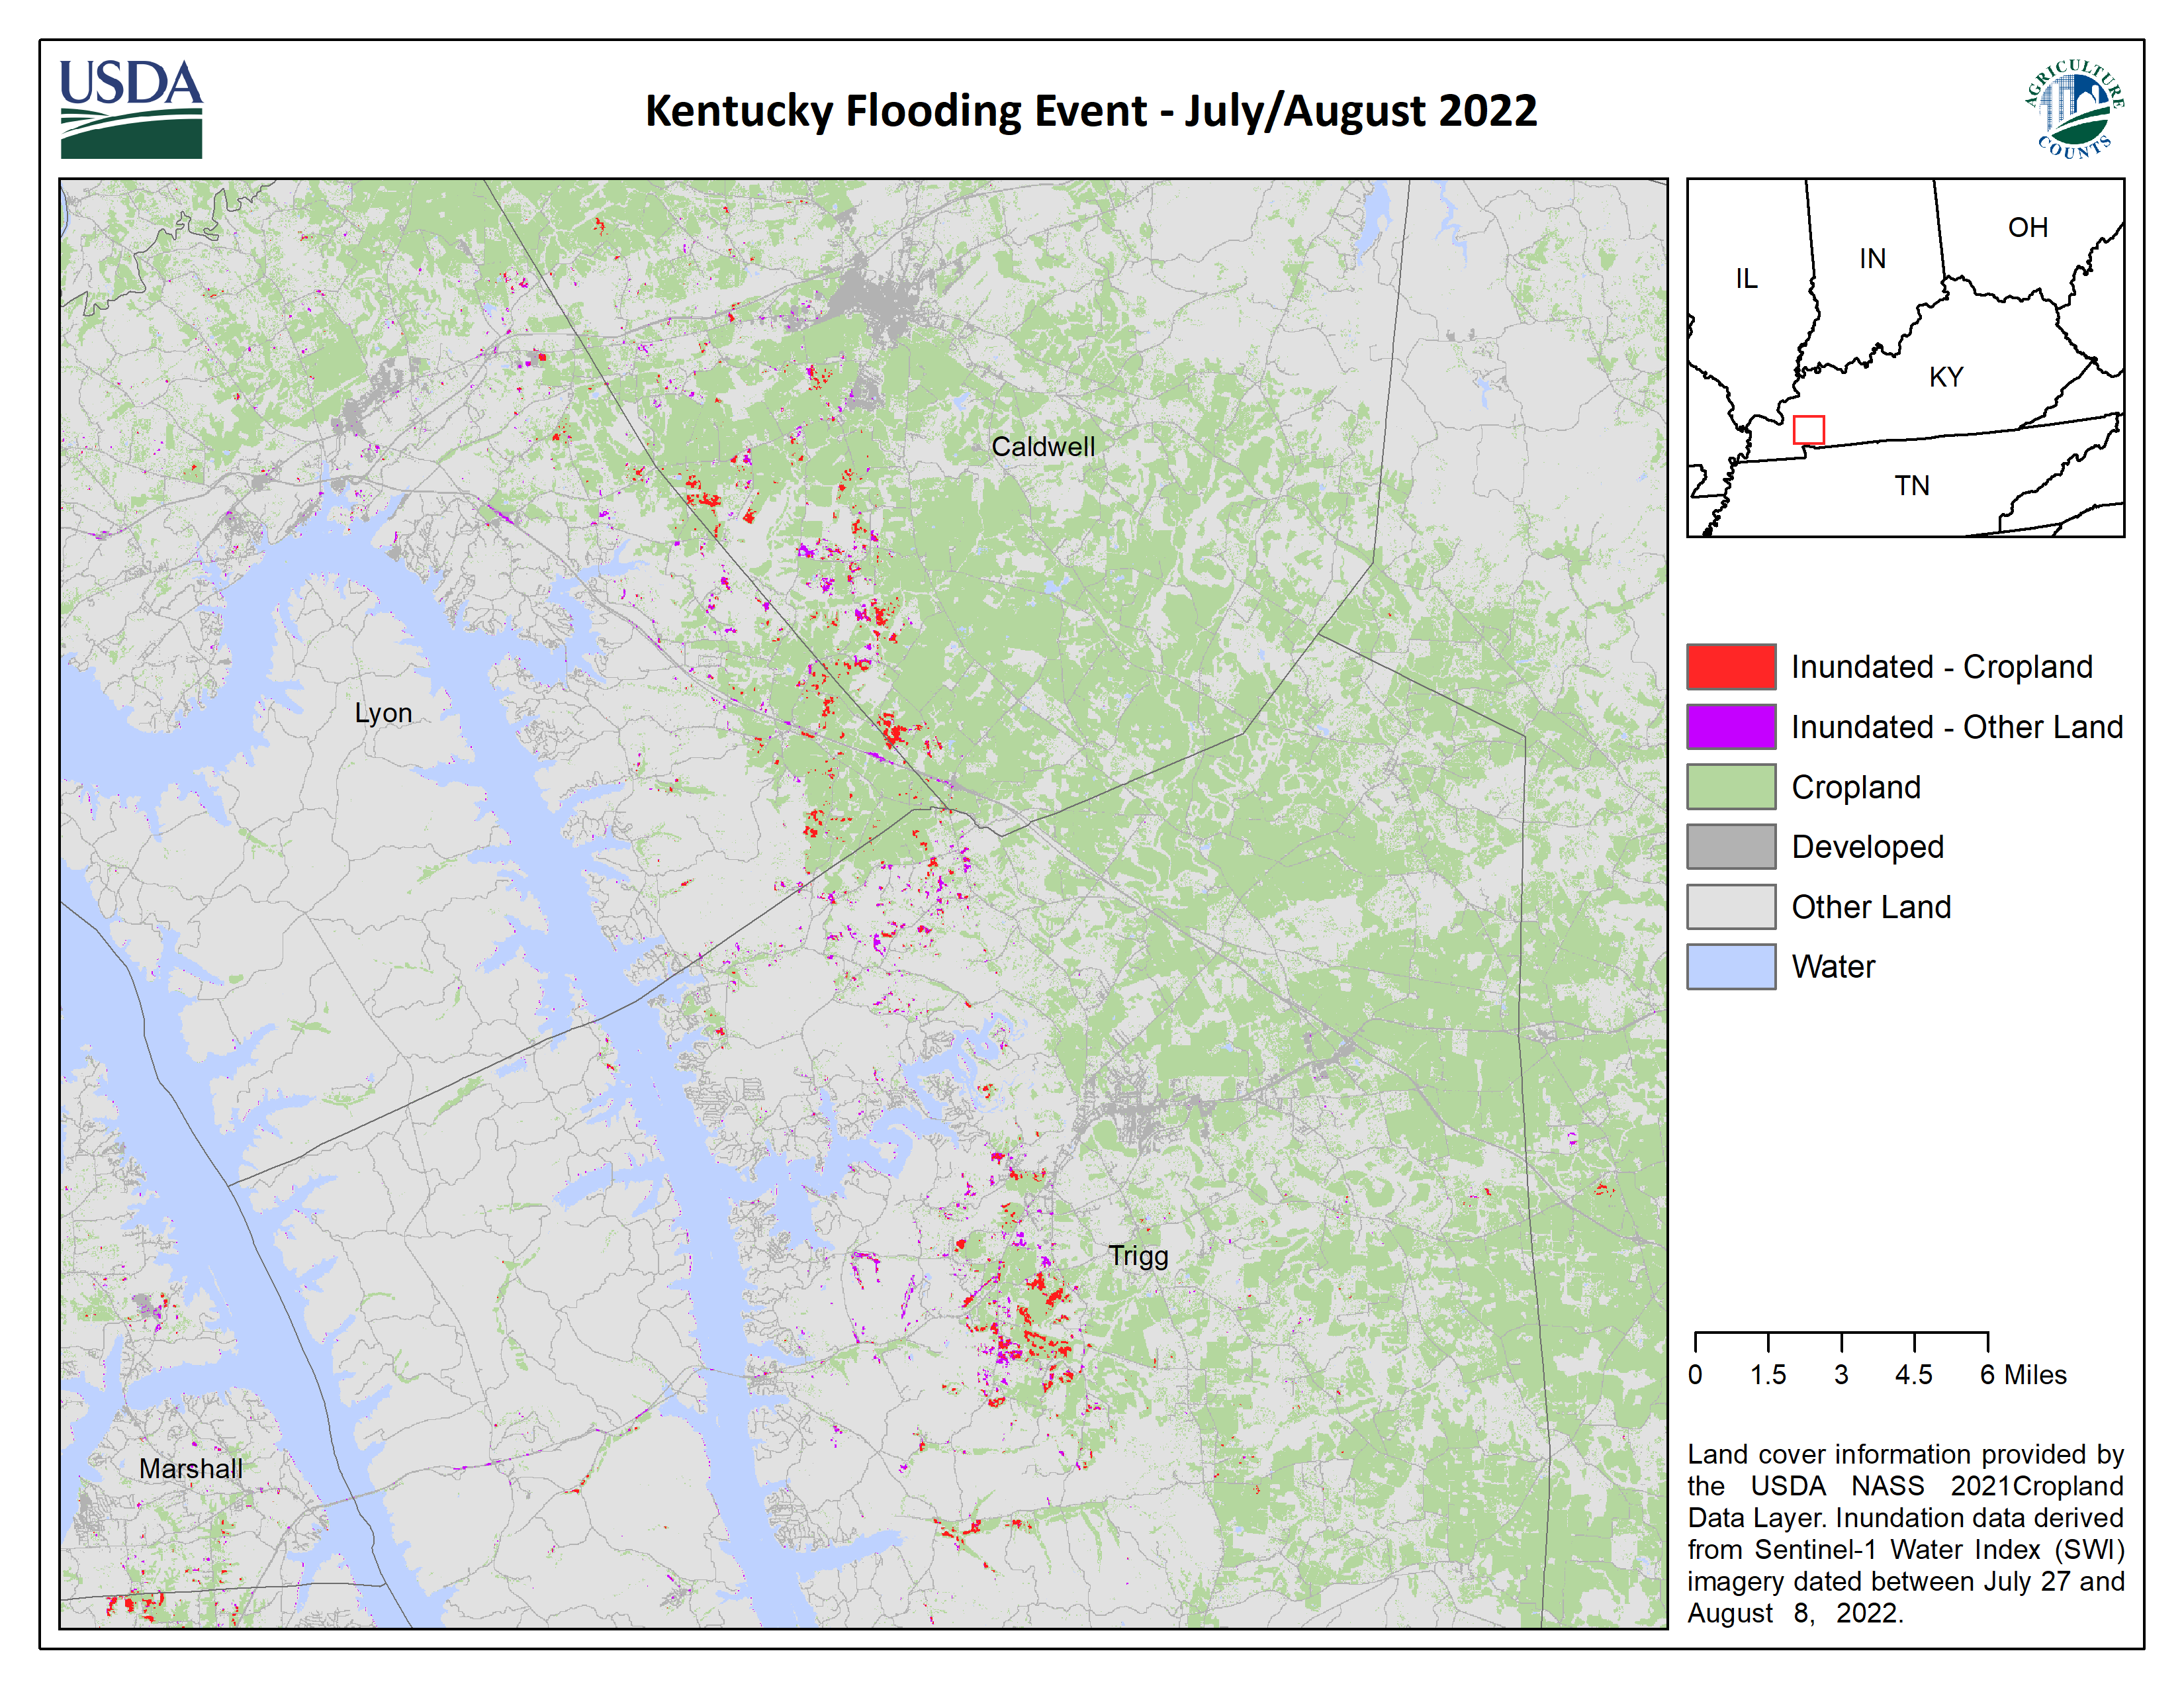 USDA
Kentucky Flooding Event - July/August 2022
AGRICULTURE
COUNTS
Caldwell
Lyon
Trigg
Marshall
IL
IN
OH
KY
TN
Inundated - Cropland
Inundated - Other Land
Cropland
Developed
Other Land
Water
0 1.5 3 4.5 6 Miles
Land cover information provided by
the USDA NASS 2021Cropland
Data Layer. Inundation data derived
from Sentinel-1 Water Index (SWI)
imagery dated between July 27 and
August 8, 2022.